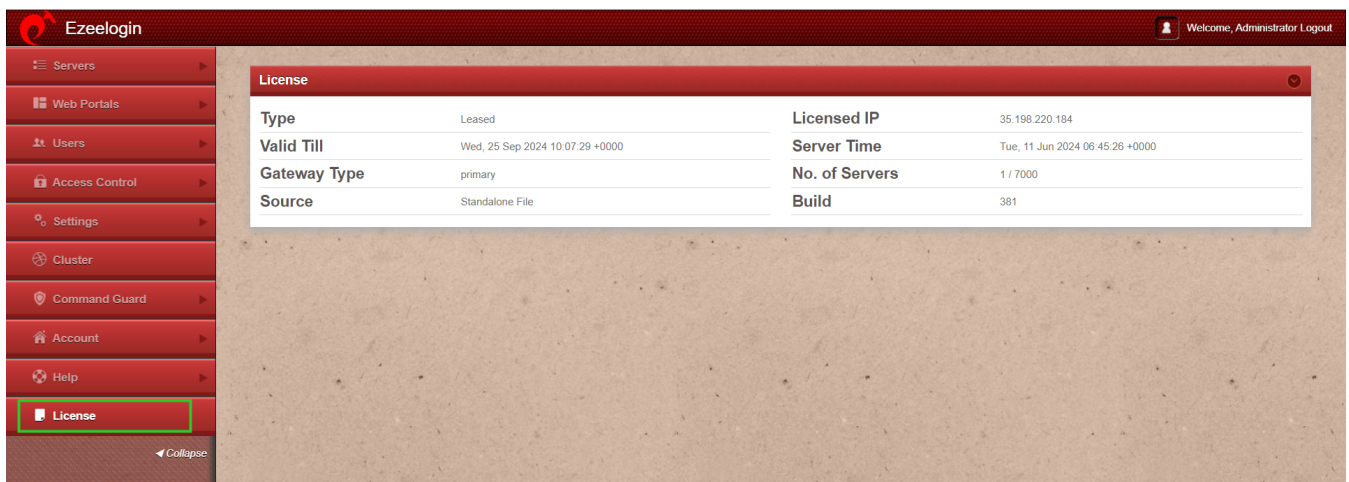 Ezeelogin
Welcome, Administrator Logout
Servers
Web Portals
Users
Access Control
Settings
Cluster
Command Guard
Account
Help
License
Collapse
License
Type Leased Licensed IP 35.198.220.184
Valid Till Wed, 25 Sep 2024 10:07:29 +0000 Server Time Tue, 11 Jun 2024 06:45:26 +0000
Gateway Type primary No. of Servers 1 / 7000
Source Standalone File Build 381